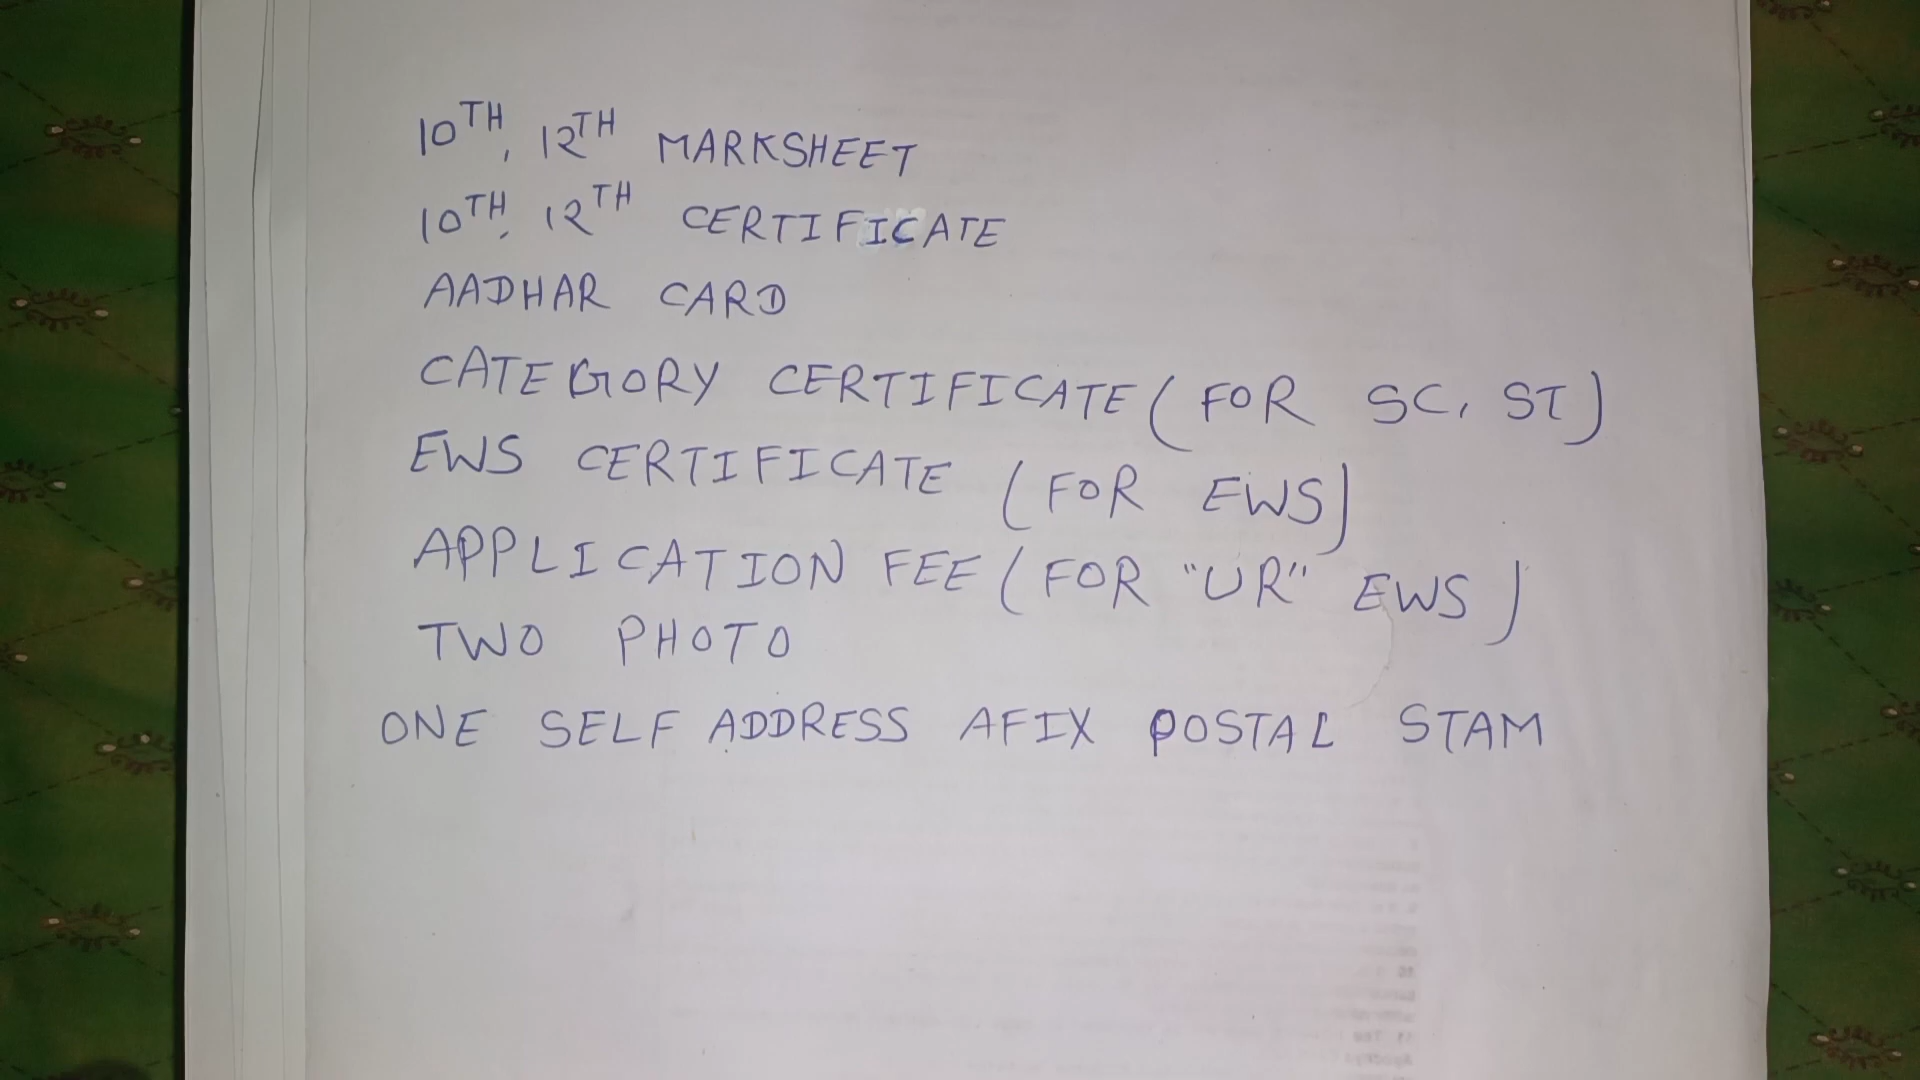 10TH, 12TH MARKSHEET
10TH, 12TH CERTIFICATE
AADHAR CARD
CATEGORY CERTIFICATE (FOR SC, ST)
EWS CERTIFICATE (FOR EWS)
APPLICATION FEE (FOR "UR" EWS)
TWO PHOTO
ONE SELF ADDRESS AFIX POSTAL STAM